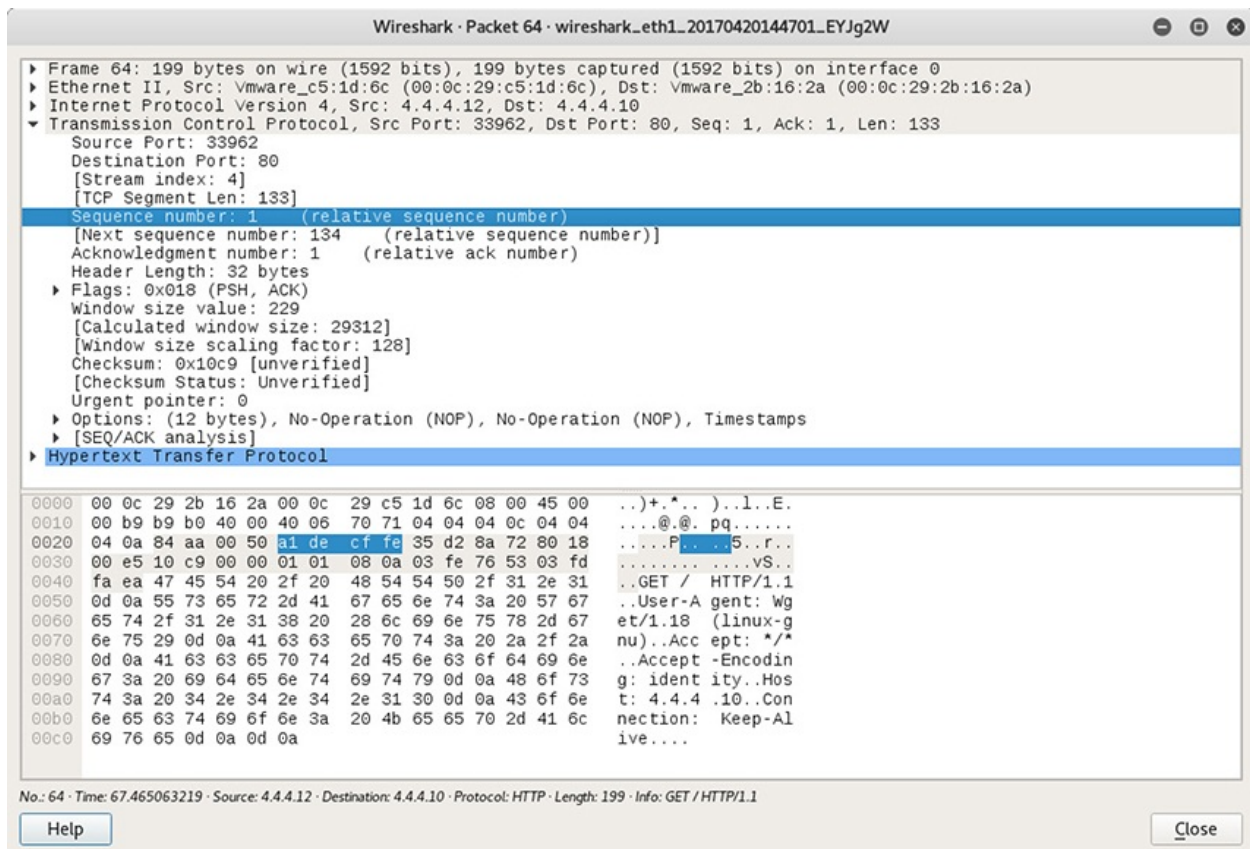 Wireshark · Packet 64 · wireshark_eth1_20170420144701_EYJg2W
▸ Frame 64: 199 bytes on wire (1592 bits), 199 bytes captured (1592 bits) on interface 0
▸ Ethernet II, Src: Vmware_c5:1d:6c (00:0c:29:c5:1d:6c), Dst: Vmware_2b:16:2a (00:0c:29:2b:16:2a)
▸ Internet Protocol Version 4, Src: 4.4.4.12, Dst: 4.4.4.10
▾ Transmission Control Protocol, Src Port: 33962, Dst Port: 80, Seq: 1, Ack: 1, Len: 133
Source Port: 33962
Destination Port: 80
[Stream index: 4]
[TCP Segment Len: 133]
Sequence number: 1 (relative sequence number)
[Next sequence number: 134 (relative sequence number)]
Acknowledgment number: 1 (relative ack number)
Header Length: 32 bytes
▸ Flags: 0x018 (PSH, ACK)
Window size value: 229
[Calculated window size: 29312]
[Window size scaling factor: 128]
Checksum: 0x10c9 [unverified]
[Checksum Status: Unverified]
Urgent pointer: 0
▸ Options: (12 bytes), No-Operation (NOP), No-Operation (NOP), Timestamps
▸ [SEQ/ACK analysis]
▸ Hypertext Transfer Protocol
0000 00 0c 29 2b 16 2a 00 0c 29 c5 1d 6c 08 00 45 00 ..)+.*.. )..l..E.
0010 00 b9 b9 b0 40 00 40 06 70 71 04 04 04 0c 04 04 ....@.@. pq......
0020 04 0a 84 aa 00 50 a1 de cf fe 35 d2 8a 72 80 18 .....P.. ..5..r..
0030 00 e5 10 c9 00 00 01 01 08 0a 03 fe 76 53 03 fd ........ ....vS..
0040 fa ea 47 45 54 20 2f 20 48 54 54 50 2f 31 2e 31 ..GET / HTTP/1.1
0050 0d 0a 55 73 65 72 2d 41 67 65 6e 74 3a 20 57 67 ..User-A gent: Wg
0060 65 74 2f 31 2e 31 38 20 28 6c 69 6e 75 78 2d 67 et/1.18 (linux-g
0070 6e 75 29 0d 0a 41 63 63 65 70 74 3a 20 2a 2f 2a nu)..Acc ept: */*
0080 0d 0a 41 63 63 65 70 74 2d 45 6e 63 6f 64 69 6e ..Accept -Encodin
0090 67 3a 20 69 64 65 6e 74 69 74 79 0d 0a 48 6f 73 g: ident ity..Hos
00a0 74 3a 20 34 2e 34 2e 34 2e 31 30 0d 0a 43 6f 6e t: 4.4.4 .10..Con
00b0 6e 65 63 74 69 6f 6e 3a 20 4b 65 65 70 2d 41 6c nection: Keep-Al
00c0 69 76 65 0d 0a 0d 0a ive....
No.: 64 · Time: 67.465063219 · Source: 4.4.4.12 · Destination: 4.4.4.10 · Protocol: HTTP · Length: 199 · Info: GET / HTTP/1.1
Help
Close